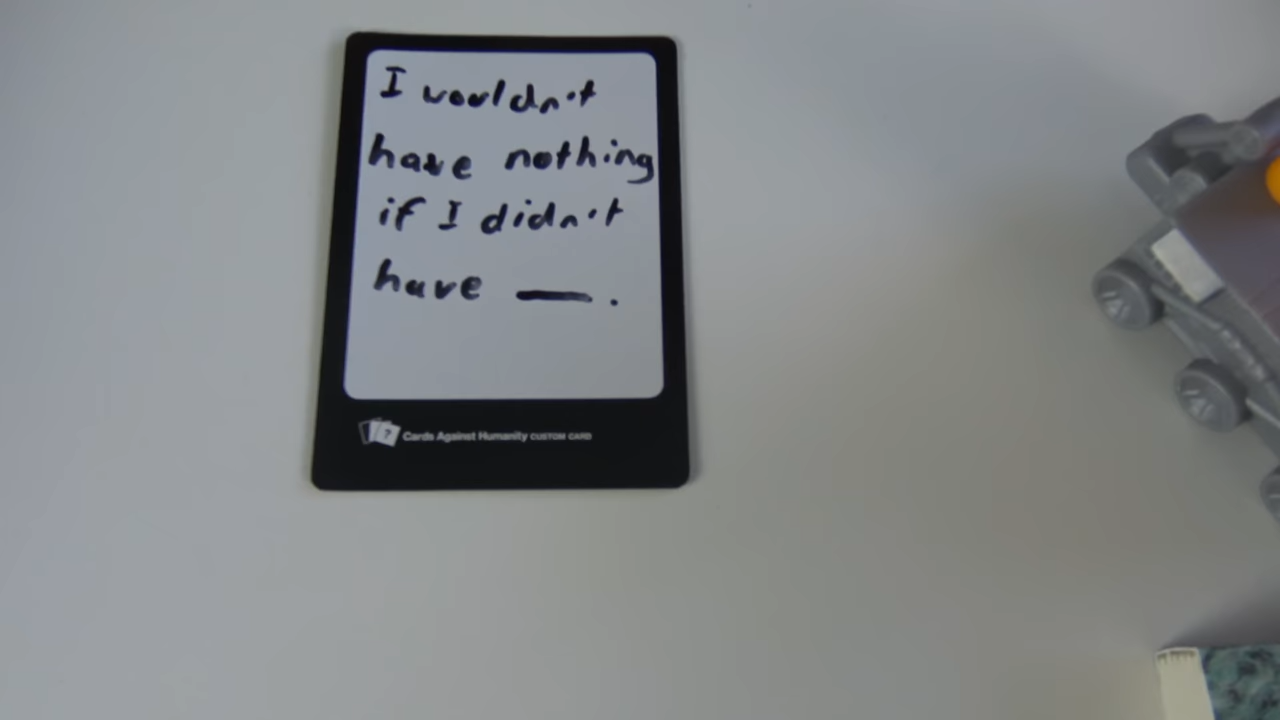 I wouldn't
have nothing
if I didn't
have ___.
Cards Against Humanity CUSTOM CARD